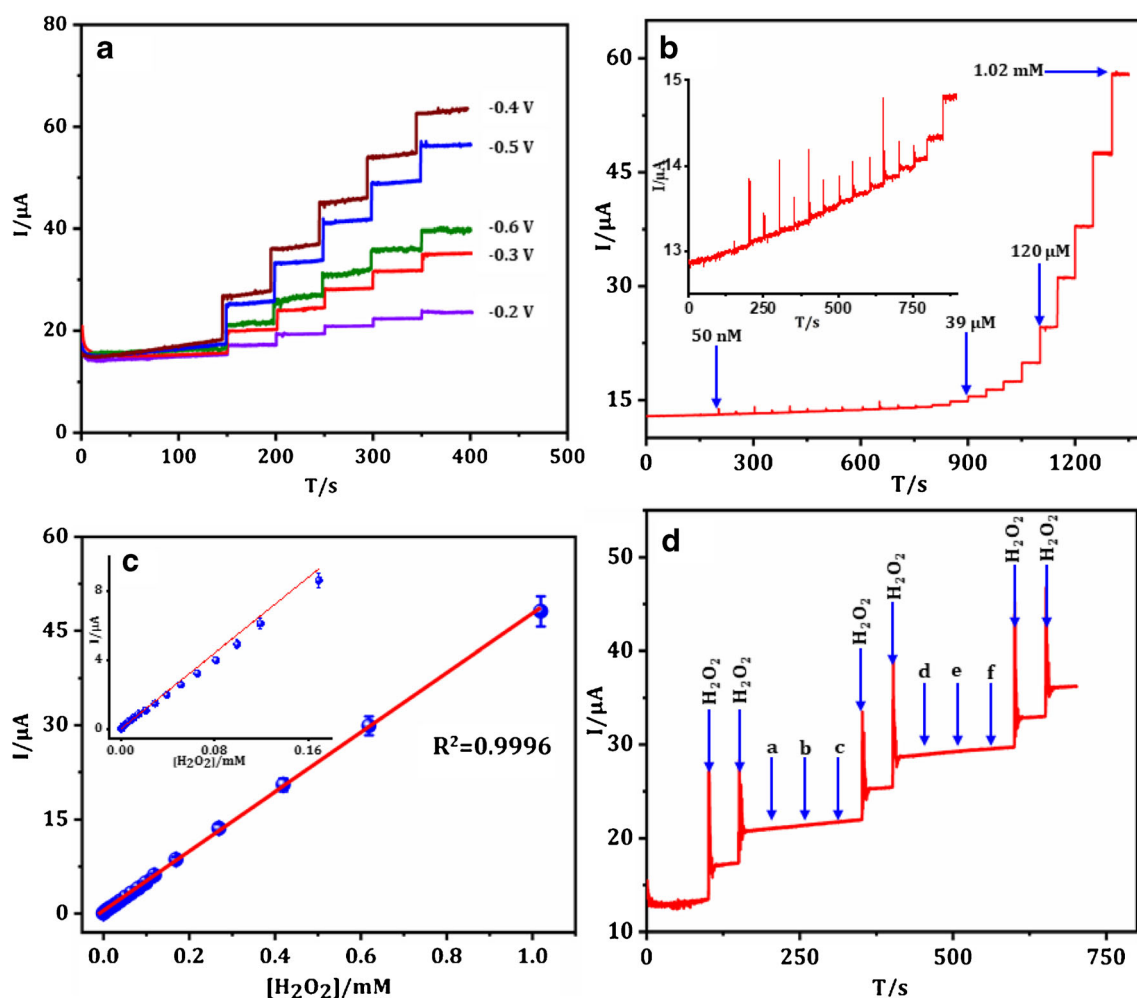 a
80
60
40
20
0
I/μA
-0.4 V
-0.5 V
-0.6 V
-0.3 V
-0.2 V
0 100 200 300 400 500
T/s
b
60
45
30
15
I/μA
15
14
13
I/μA
0 250 500 750
T/s
1.02 mM
120 μM
39 μM
50 nM
0 300 600 900 1200
T/s
c
60
45
30
15
0
I/μA
8
4
0
I/μA
0.00 0.08 0.16
[H₂O₂]/mM
R²=0.9996
0.0 0.2 0.4 0.6 0.8 1.0
[H₂O₂]/mM
d
50
40
30
20
10
I/μA
H₂O₂
H₂O₂
a
b
c
H₂O₂
H₂O₂
d
e
f
H₂O₂
H₂O₂
0 250 500 750
T/s